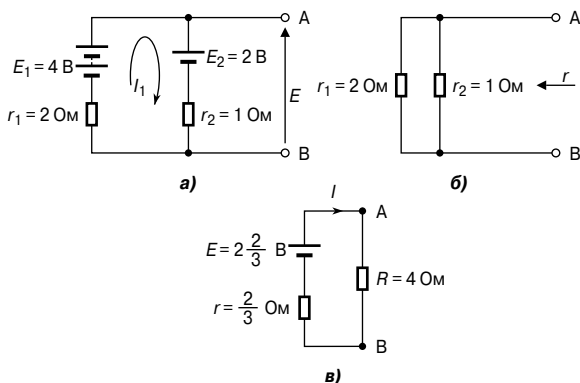 A
E₁ = 4 В
I₁
E₂ = 2 В
E
r₁ = 2 Ом
r₂ = 1 Ом
B
а)
A
r₁ = 2 Ом
r₂ = 1 Ом
r
B
б)
I
A
E = 2 2/3 В
R = 4 Ом
r = 2/3 Ом
B
в)